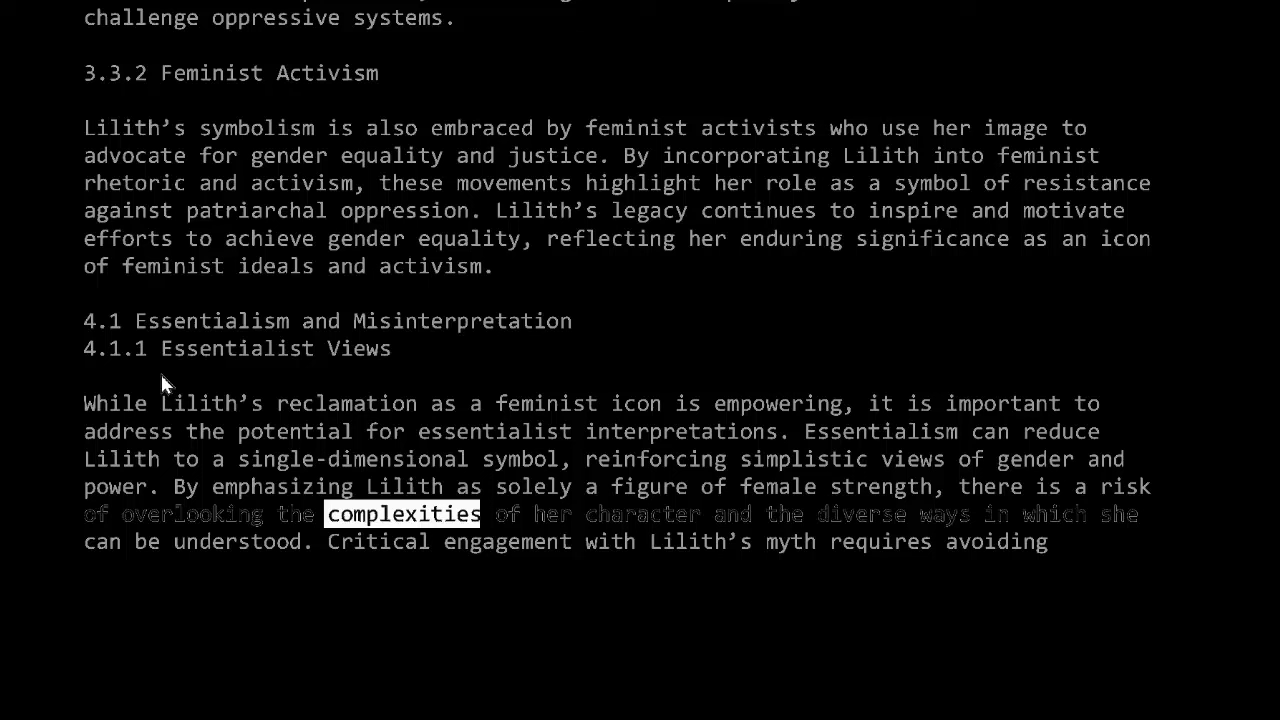 challenge oppressive systems.
3.3.2 Feminist Activism
Lilith’s symbolism is also embraced by feminist activists who use her image to
advocate for gender equality and justice. By incorporating Lilith into feminist
rhetoric and activism, these movements highlight her role as a symbol of resistance
against patriarchal oppression. Lilith’s legacy continues to inspire and motivate
efforts to achieve gender equality, reflecting her enduring significance as an icon
of feminist ideals and activism.
4.1 Essentialism and Misinterpretation
4.1.1 Essentialist Views
While Lilith’s reclamation as a feminist icon is empowering, it is important to
address the potential for essentialist interpretations. Essentialism can reduce
Lilith to a single-dimensional symbol, reinforcing simplistic views of gender and
power. By emphasizing Lilith as solely a figure of female strength, there is a risk
of overlooking the complexities of her character and the diverse ways in which she
can be understood. Critical engagement with Lilith’s myth requires avoiding